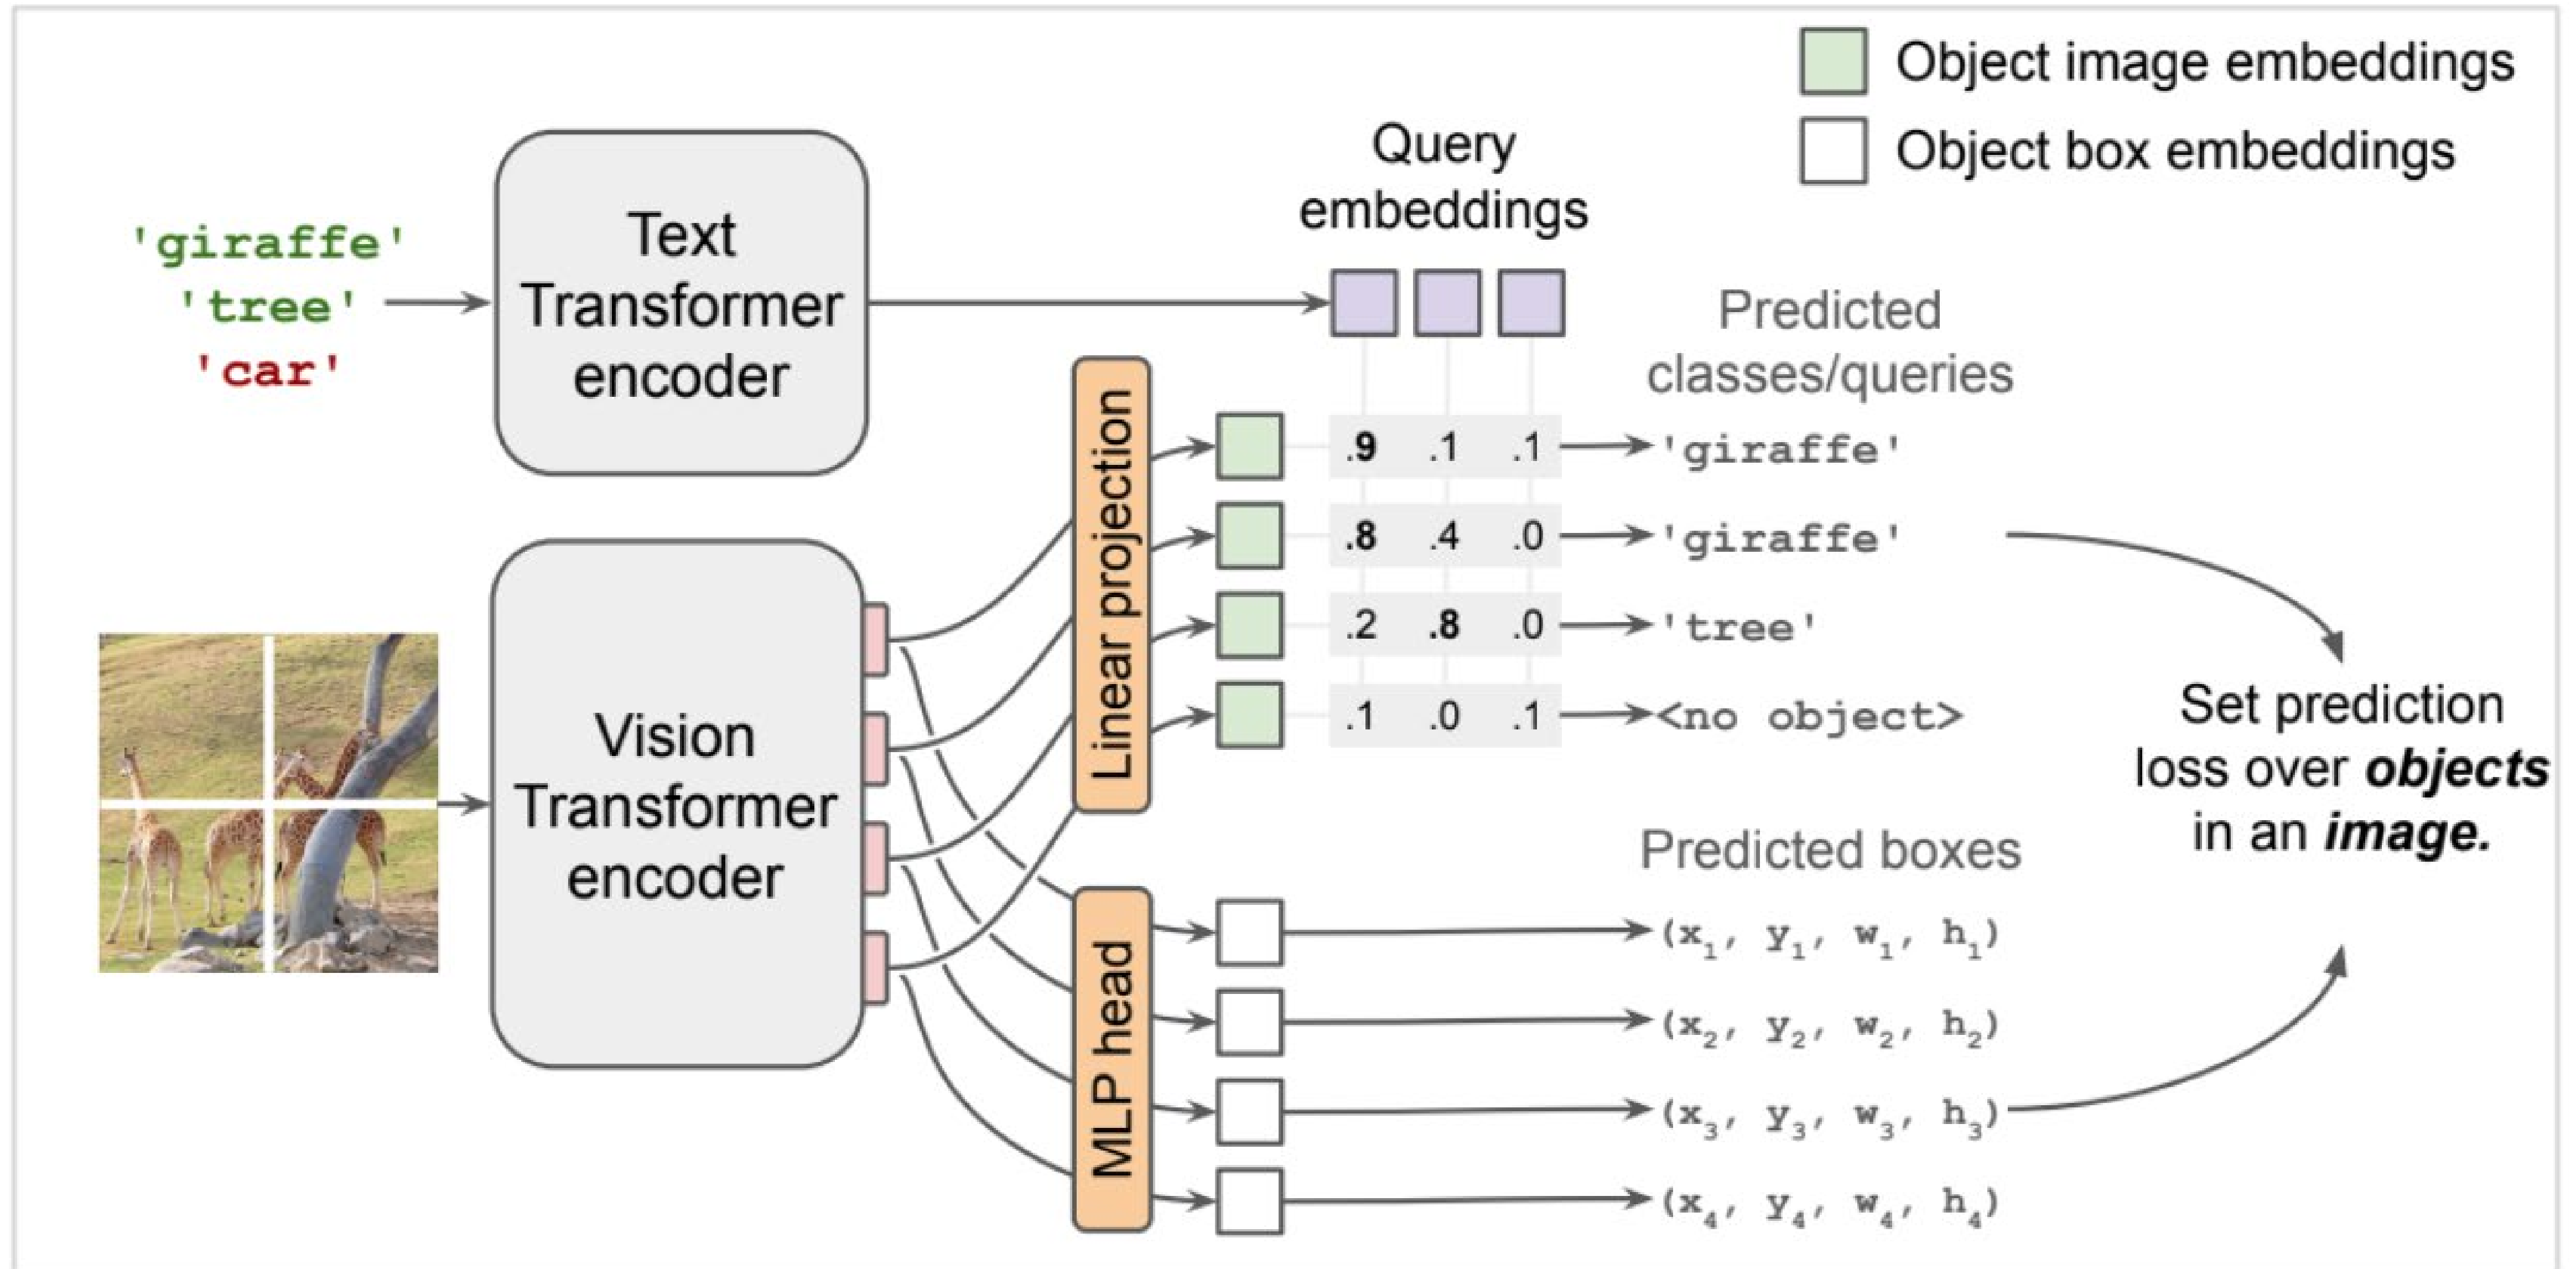 Object image embeddings
Object box embeddings
Query
embeddings
'giraffe'
'tree'
'car'
Text
Transformer
encoder
Linear projection
Predicted
classes/queries
.9 .1 .1 'giraffe'
.8 .4 .0 'giraffe'
.2 .8 .0 'tree'
.1 .0 .1 <no object>
Vision
Transformer
encoder
MLP head
Predicted boxes
(x₁, y₁, w₁, h₁)
(x₂, y₂, w₂, h₂)
(x₃, y₃, w₃, h₃)
(x₄, y₄, w₄, h₄)
Set prediction
loss over objects
in an image.